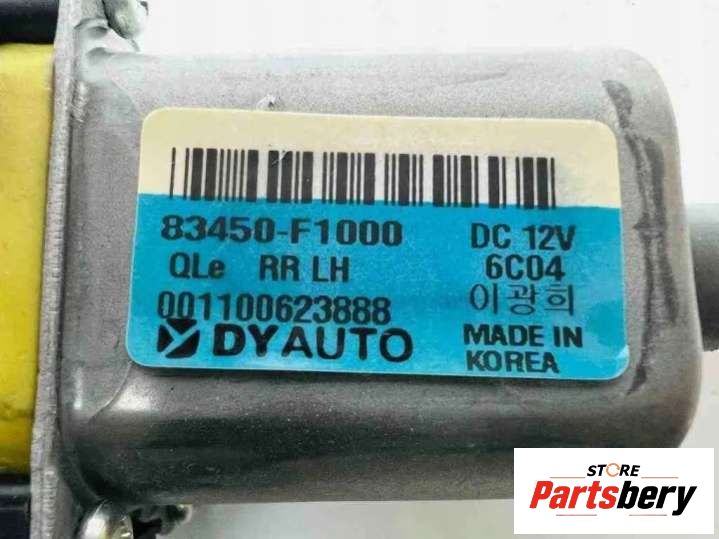 83450-F1000 DC 12V
QLe RR LH 6C04
001100623888 이광희
DYAUTO MADE IN
KOREA
STORE
Partsbery